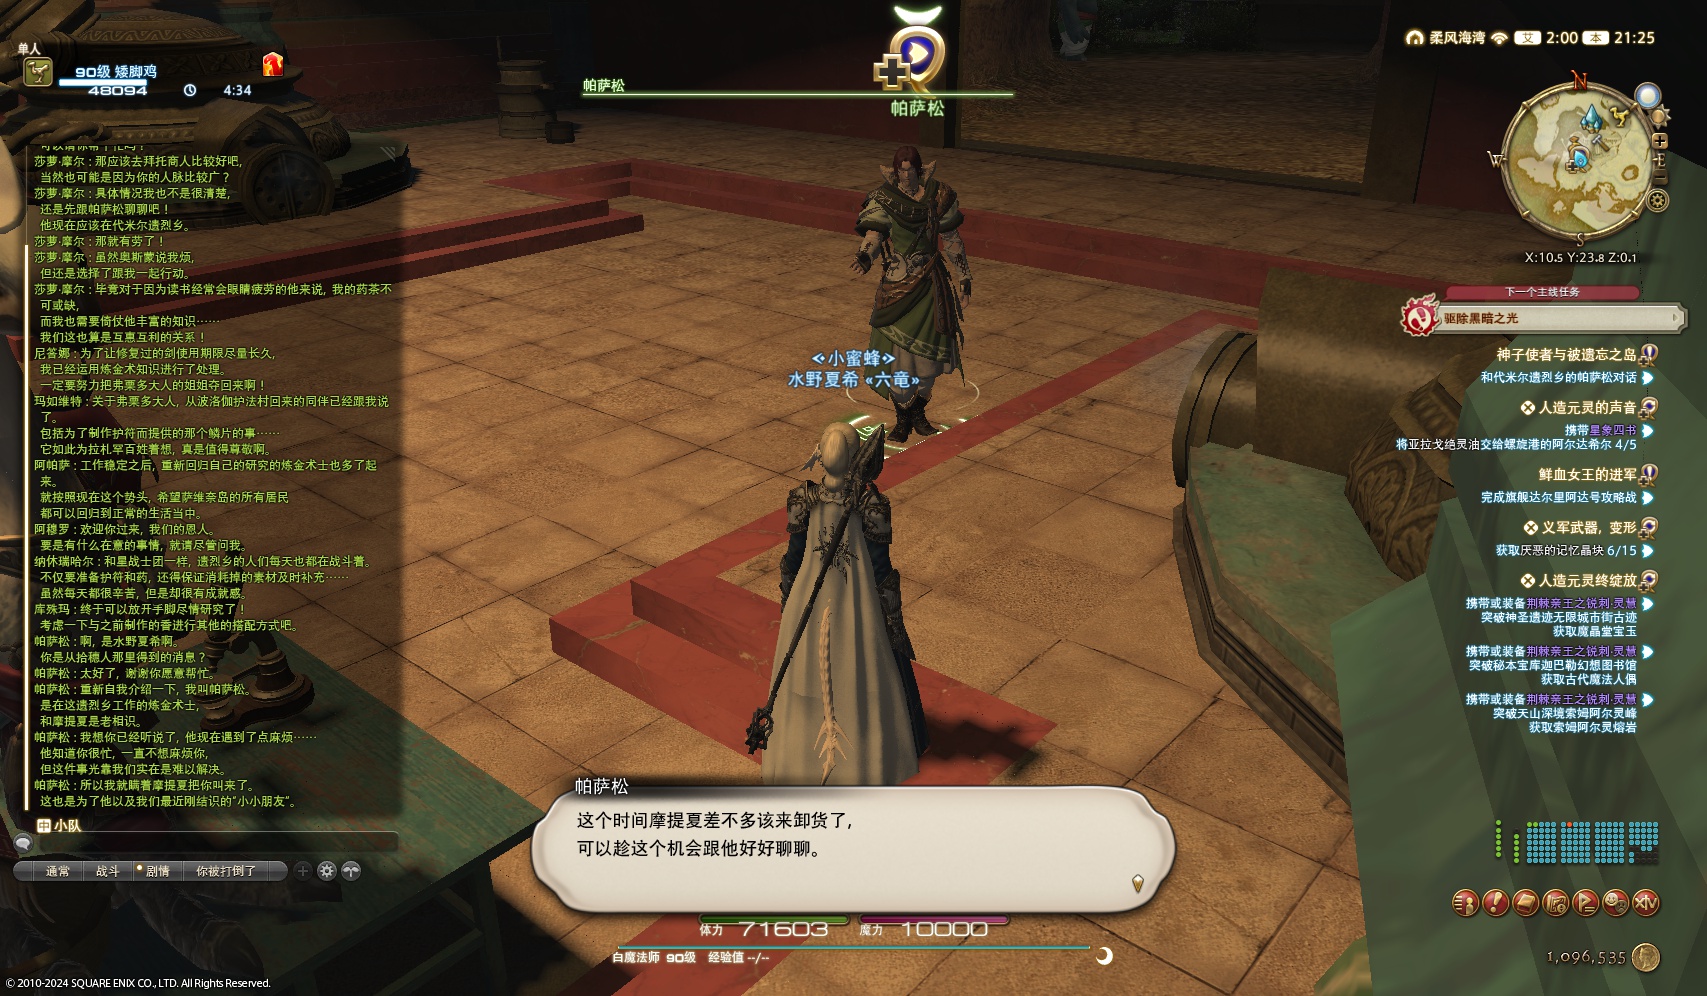 单人
90级 矮脚鸡
48094
4:34
莎萝·摩尔：那应该去拜托商人比较好吧，
当然也可能是因为你的人脉比较广？
莎萝·摩尔：具体情况我也不是很清楚，
还是先跟帕萨松聊聊吧！
他现在应该在代米尔遗烈乡。
莎萝·摩尔：那就有劳了！
莎萝·摩尔：虽然奥斯蒙说我烦，
但还是选择了跟我一起行动。
莎萝·摩尔：毕竟对于因为读书经常会眼睛疲劳的他来说，我的药茶不
可或缺，
而我也需要倚仗他丰富的知识……
我们这也算是互惠互利的关系！
尼答娜：为了让修复过的剑使用期限尽量长久，
我已经运用炼金术知识进行了处理。
一定要努力把弗栗多大人的姐姐夺回来啊！
玛如维特：关于弗栗多大人，从波洛伽护法村回来的同伴已经跟我说
了。
包括为了制作护符而提供的那个鳞片的事……
它如此为拉札罕百姓着想，真是值得尊敬啊。
阿帕萨：工作稳定之后，重新回归自己的研究的炼金术士也多了起
来。
就按照现在这个势头，希望萨维奈岛的所有居民
都可以回归到正常的生活当中。
阿穆罗：欢迎你过来，我们的恩人。
要是有什么在意的事情，就请尽管问我。
纳休瑞哈尔：和星战士团一样，遗烈乡的人们每天也都在战斗着。
不仅要准备护符和药，还得保证消耗掉的素材及时补充……
虽然每天都很辛苦，但是却很有成就感。
库殊玛：终于可以放开手脚尽情研究了！
考虑一下与之前制作的香进行其他的搭配方式吧。
帕萨松：啊，是水野夏希啊。
你是从拾穗人那里得到的消息？
帕萨松：太好了，谢谢你愿意帮忙。
帕萨松：重新自我介绍一下，我叫帕萨松。
是在这遗烈乡工作的炼金术士，
和摩提夏是老相识。
帕萨松：我想你已经听说了，他现在遇到了点麻烦……
他知道你很忙，一直不想麻烦你，
但这件事光靠我们实在是难以解决。
帕萨松：所以我就瞒着摩提夏把你叫来了。
这也是为了他以及我们最近刚结识的“小小朋友”。
小队
通常 战斗 剧情 你被打倒了
© 2010-2024 SQUARE ENIX CO., LTD. All Rights Reserved.
帕萨松
帕萨松
小蜜蜂
水野夏希 «六竜»
帕萨松
这个时间摩提夏差不多该来卸货了，
可以趁这个机会跟他好好聊聊。
体力 71603 魔力 10000
白魔法师 90级 经验值 --/--
柔风海湾 艾 2:00 本 21:25
N
W
E
S
X:10.5 Y:23.8 Z:0.1
下一个主线任务
驱除黑暗之光
神子使者与被遗忘之岛
和代米尔遗烈乡的帕萨松对话
人造元灵的声音
携带星象四书
将亚拉戈绝灵油交给螺旋港的阿尔达希尔 4/5
鲜血女王的进军
完成旗舰达尔里阿达号攻略战
义军武器，变形
获取厌恶的记忆晶块 6/15
人造元灵终绽放
携带或装备荆棘亲王之锐刺·灵慧
突破神圣遗迹无限城市街古迹
获取魔晶堂宝玉
携带或装备荆棘亲王之锐刺·灵慧
突破秘本宝库迦巴勒幻想图书馆
获取古代魔法人偶
携带或装备荆棘亲王之锐刺·灵慧
突破天山深境索姆阿尔灵峰
获取索姆阿尔灵熔岩
XIV
1,096,535